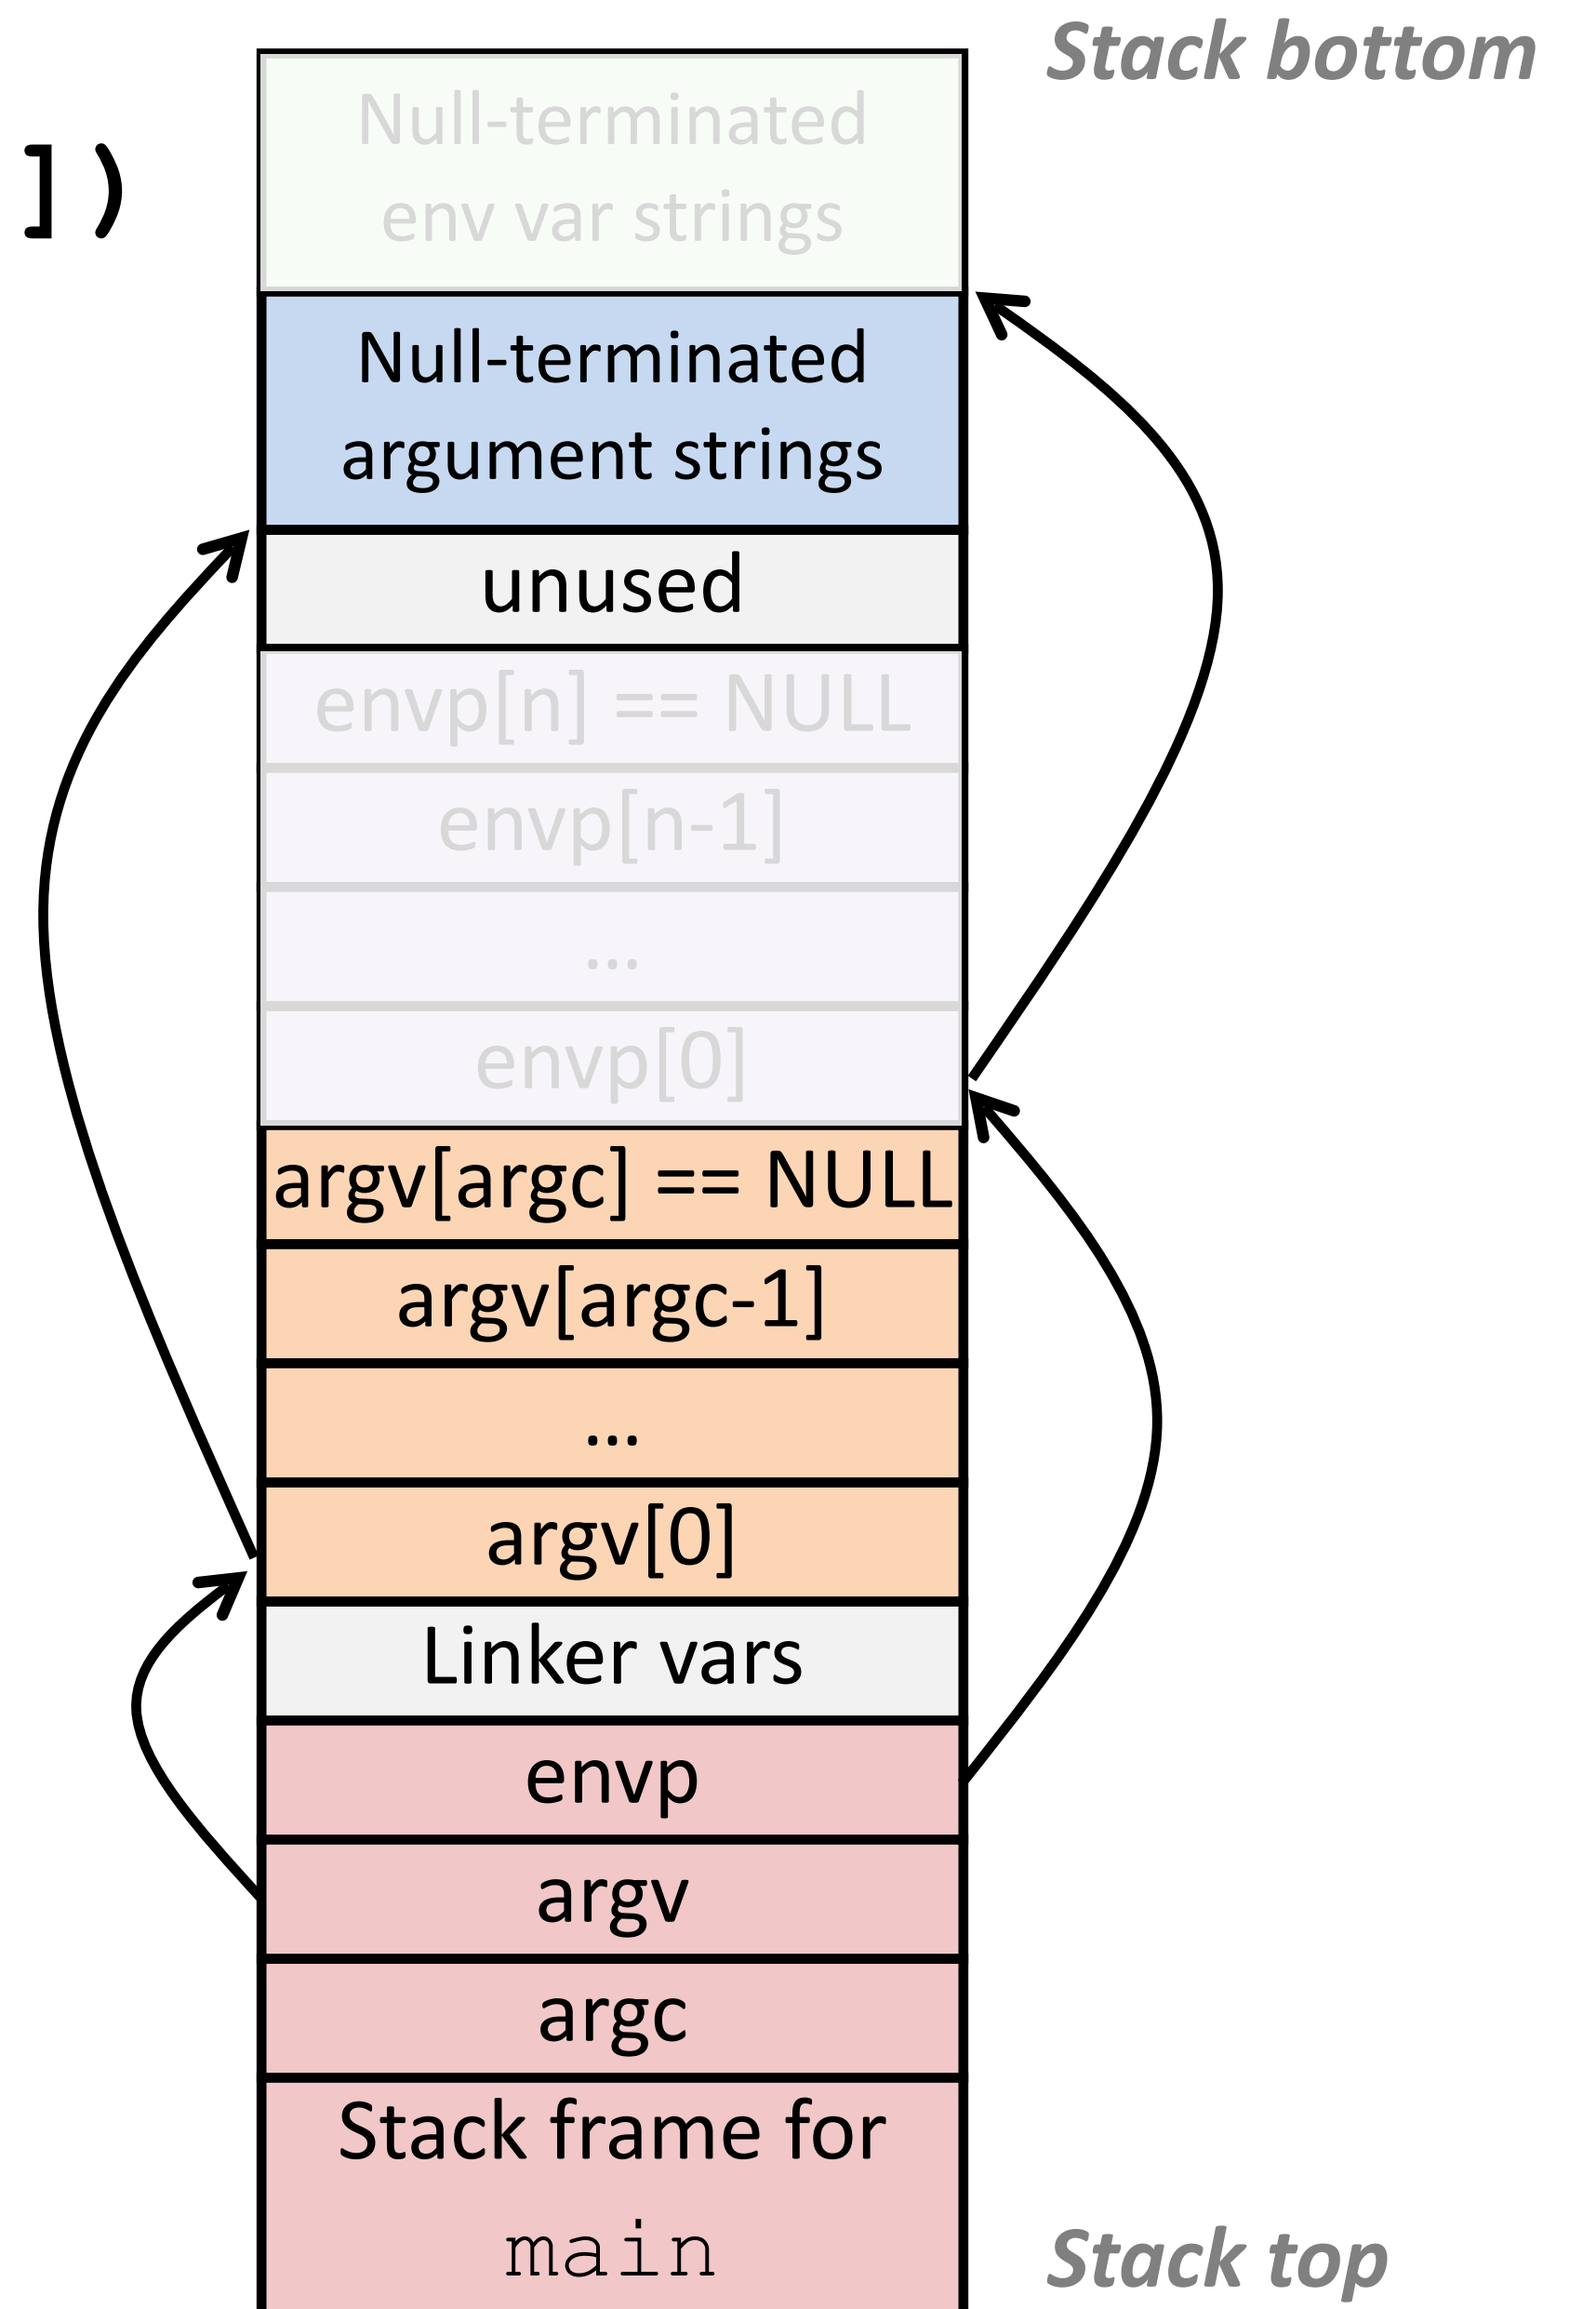 Stack bottom
])
Null-terminated
env var strings
Null-terminated
argument strings
unused
envp[n] == NULL
envp[n-1]
...
envp[0]
argv[argc] == NULL
argv[argc-1]
...
argv[0]
Linker vars
envp
argv
argc
Stack frame for
main
Stack top